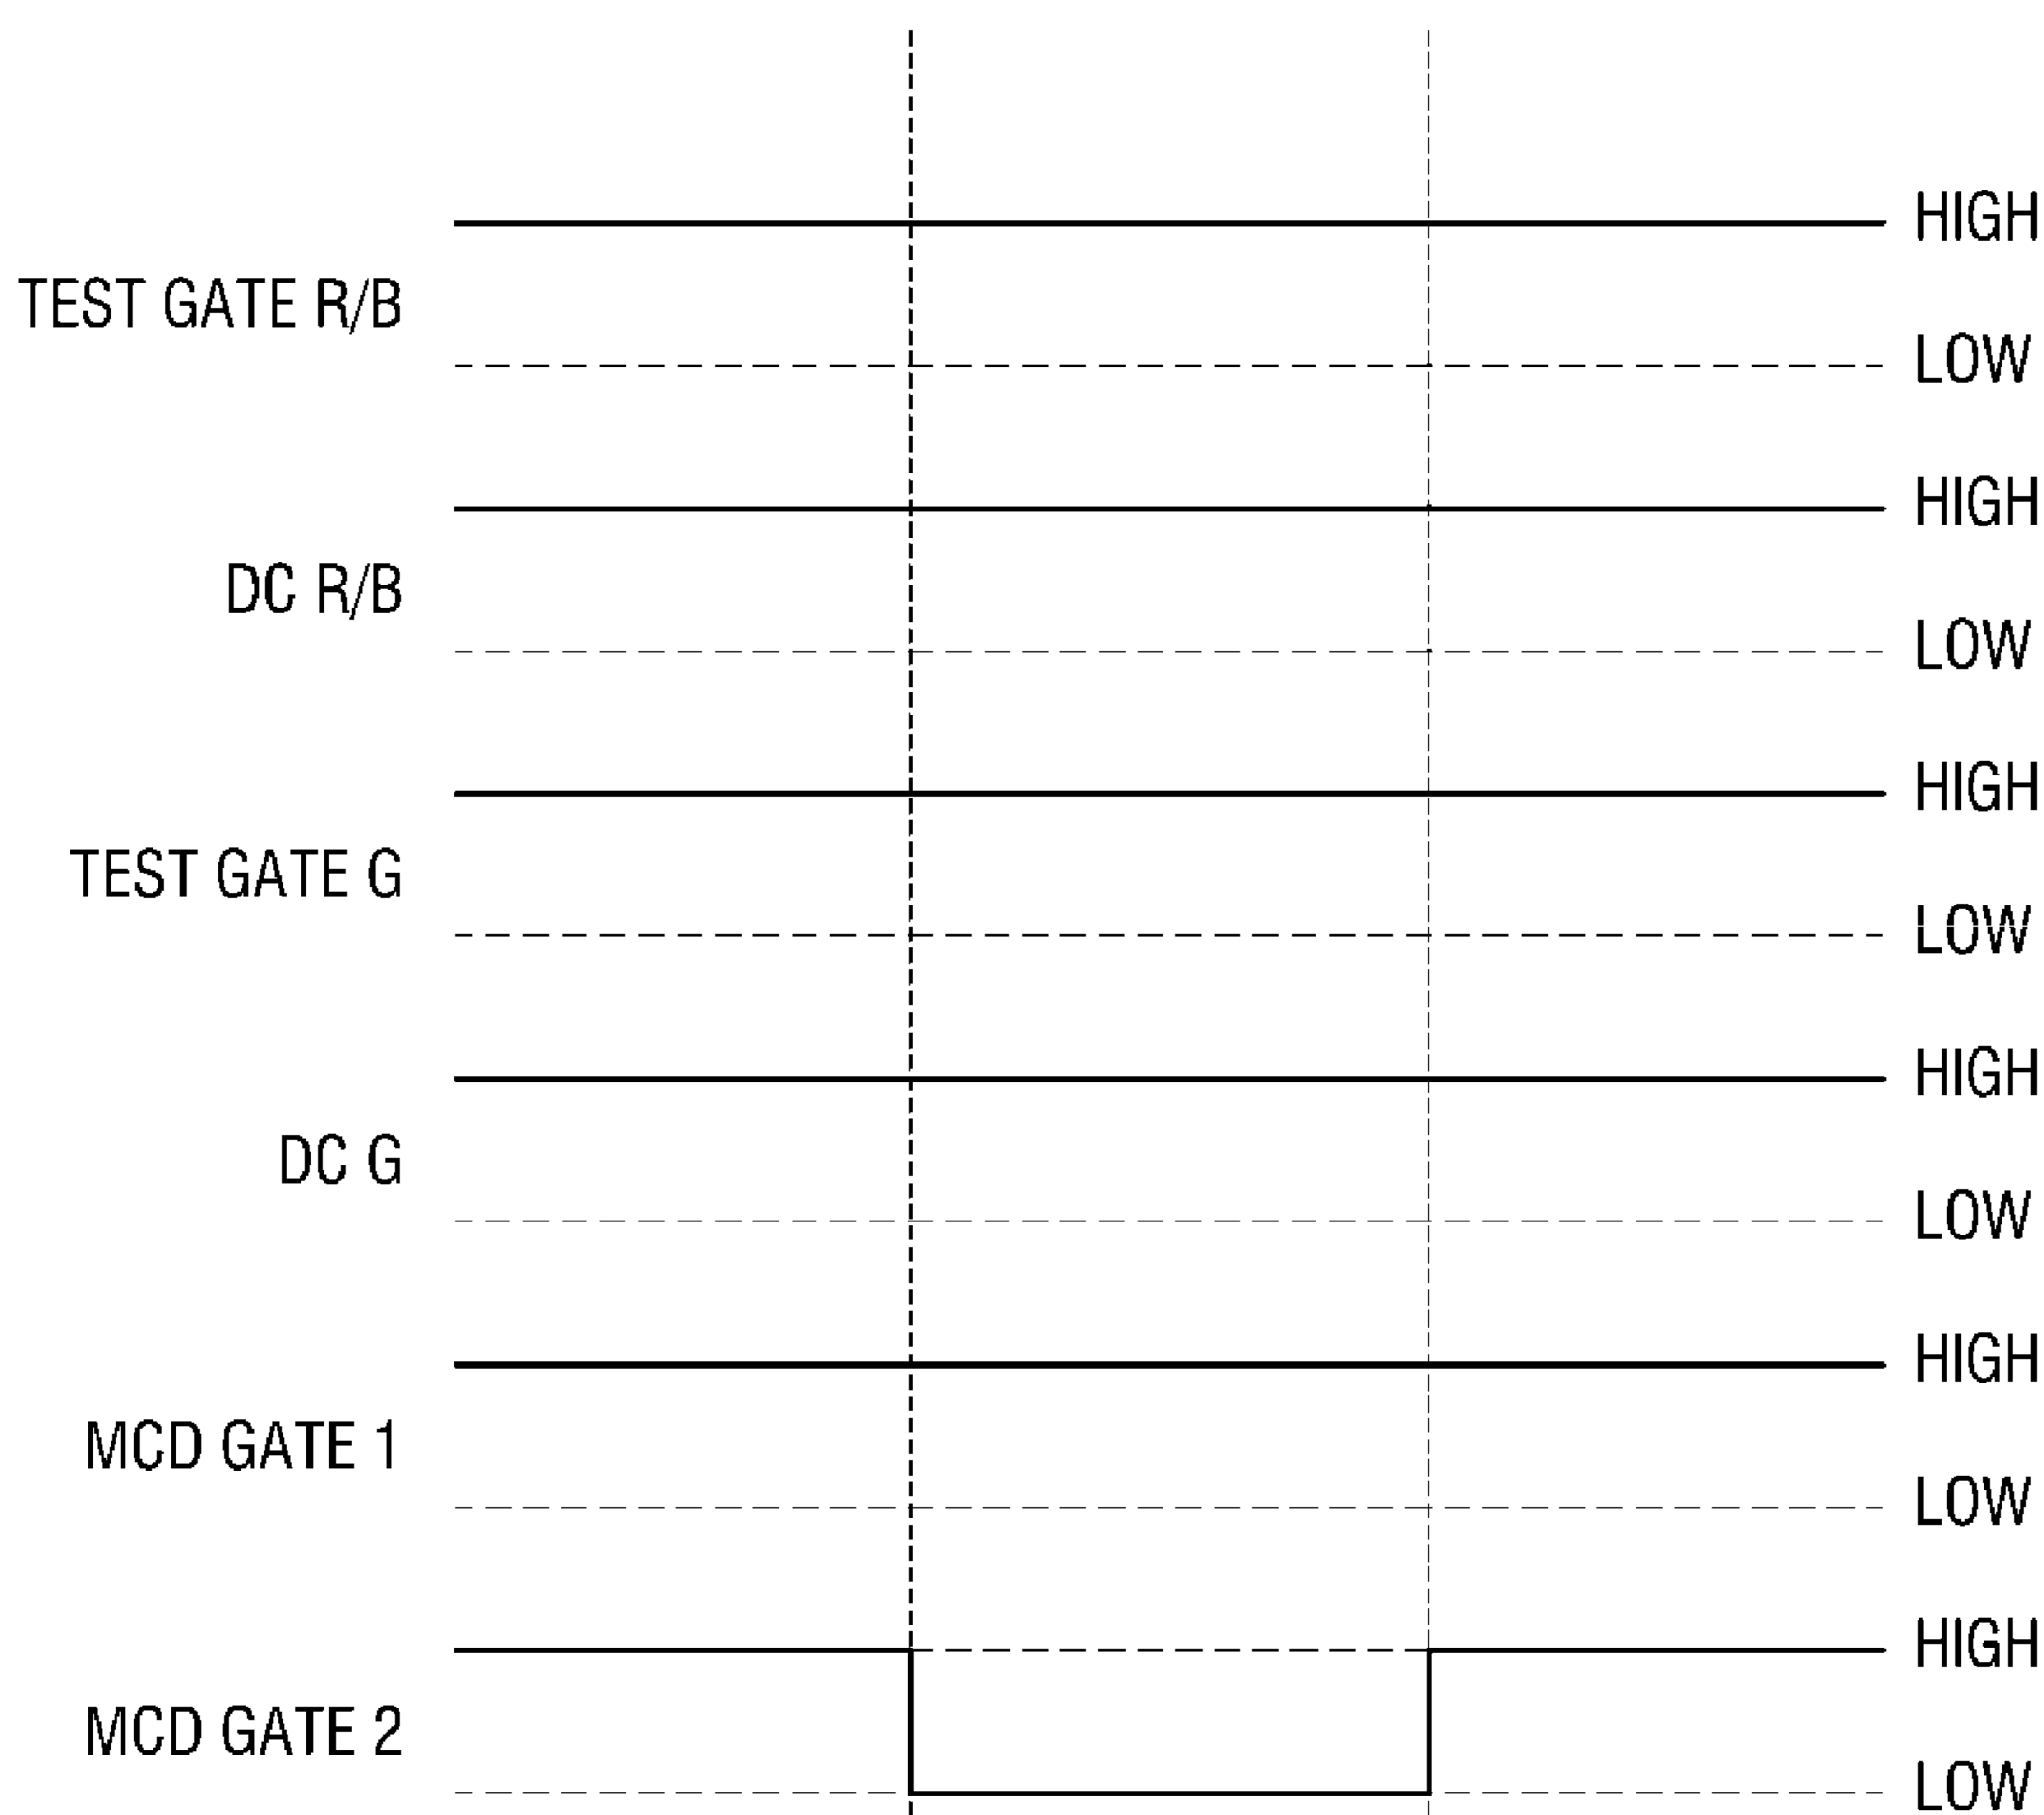 HIGH
TEST GATE R/B
LOW
HIGH
DC R/B
LOW
HIGH
TEST GATE G
LOW
HIGH
DC G
LOW
HIGH
MCD GATE 1
LOW
HIGH
MCD GATE 2
LOW